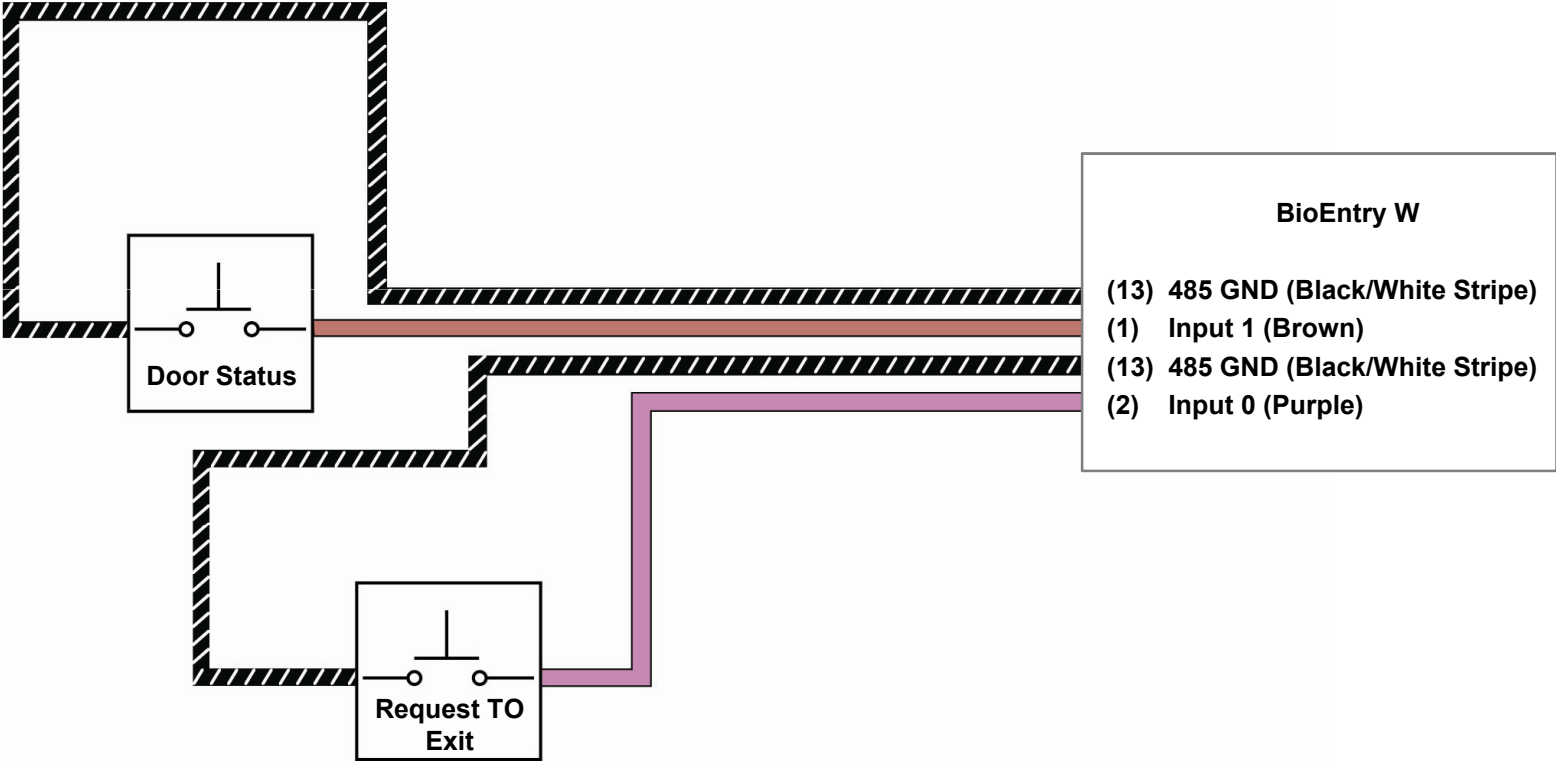 BioEntry W
(13) 485 GND (Black/White Stripe)
(1) Input 1 (Brown)
(13) 485 GND (Black/White Stripe)
(2) Input 0 (Purple)
Door Status
Request TO
Exit